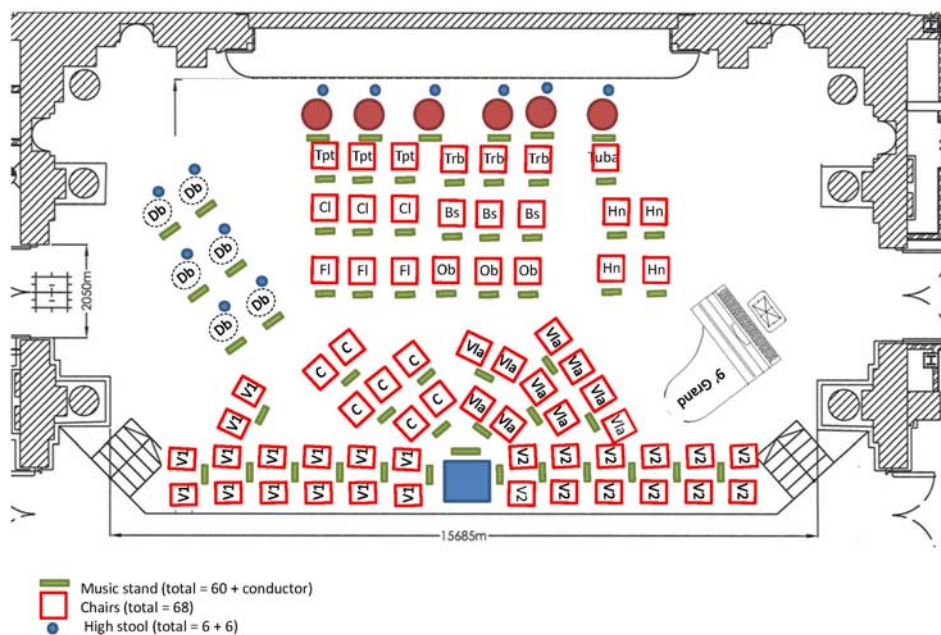 Tpt Tpt Tpt Trb Trb Trb Tuba
Db Db
Cl Cl Cl Bs Bs Bs Hn Hn
Db Db
Fl Fl Fl Ob Ob Ob Hn Hn
Db Db
2050m
C C Vla Vla Vla Vla
9' Grand
C C C C C Vla Vla Vla Vla Vla Vla
V1 V1
V1 V1 V1 V1 V1 V1 V2 V2 V2 V2 V2 V2
V1 V1 V1 V1 V1 V1 V2 V2 V2 V2 V2 V2
15685m
Music stand (total = 60 + conductor)
Chairs (total = 68)
High stool (total = 6 + 6)